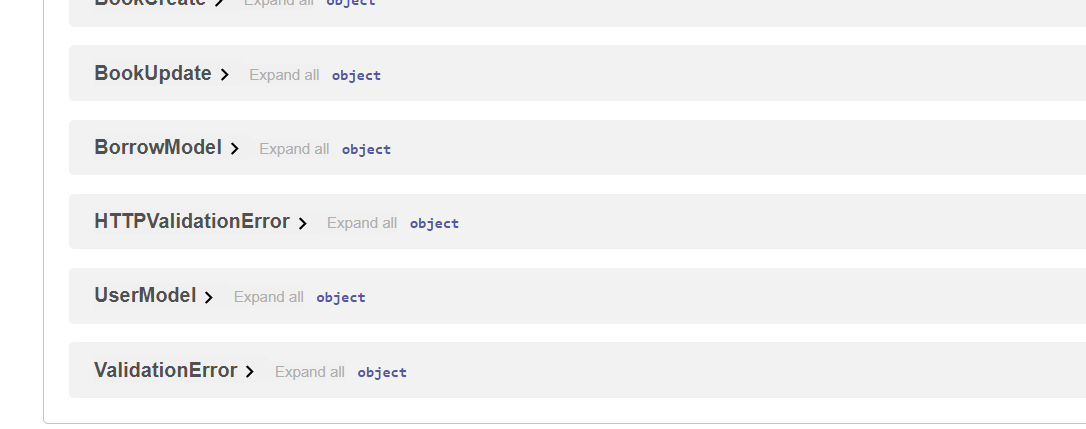 BookCreate Expand all object
BookUpdate Expand all object
BorrowModel Expand all object
HTTPValidationError Expand all object
UserModel Expand all object
ValidationError Expand all object